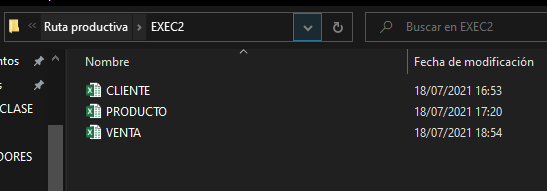 Ruta productiva > EXEC2
Buscar en EXEC2
Nombre
Fecha de modificación
CLIENTE 18/07/2021 16:53
PRODUCTO 18/07/2021 17:20
VENTA 18/07/2021 18:54
ntos
s
CLASE
DORES